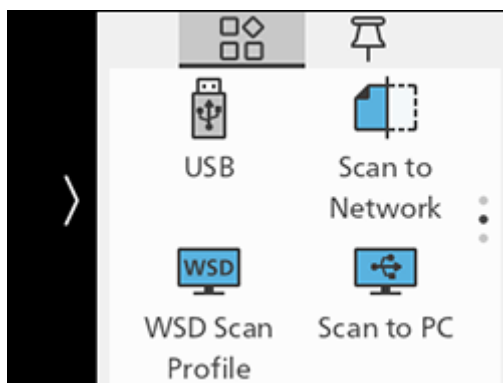 USB
Scan to
Network
WSD
WSD Scan
Profile
Scan to PC